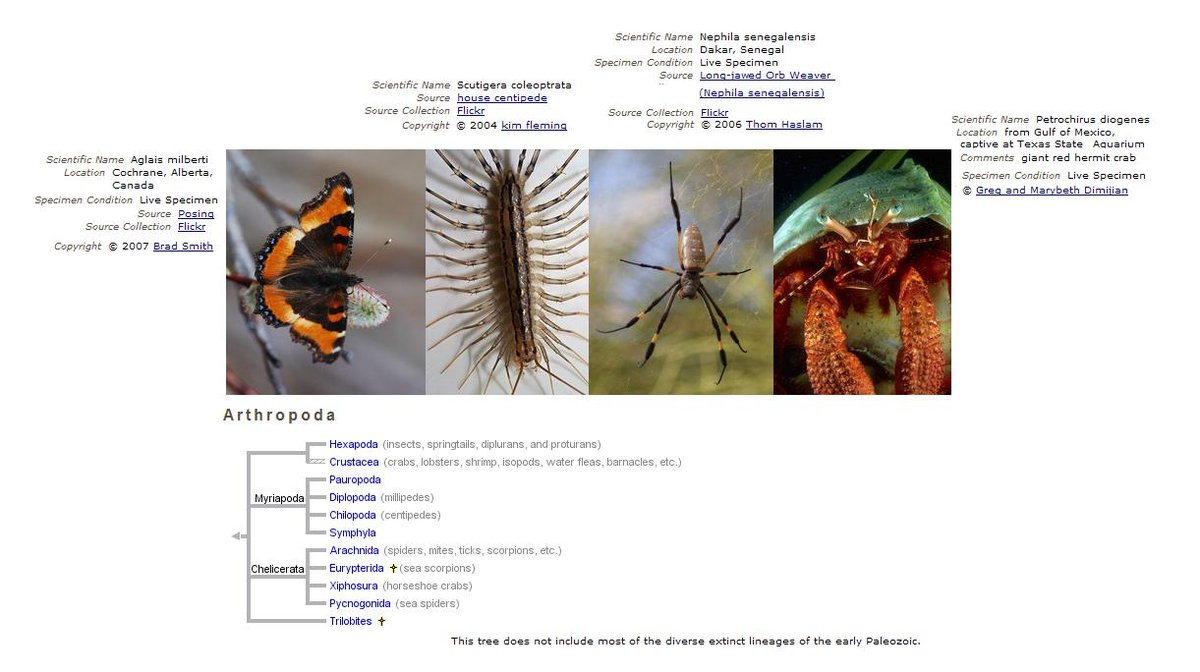 Scientific Name Nephila senegalensis
Location Dakar, Senegal
Specimen Condition Live Specimen
Source Long-jawed Orb Weaver
(Nephila senegalensis)
Source Collection Flickr
Copyright © 2006 Thom Haslam
Scientific Name Scutigera coleoptrata
Source house centipede
Source Collection Flickr
Copyright © 2004 kim fleming
Scientific Name Petrochirus diogenes
Location from Gulf of Mexico,
captive at Texas State Aquarium
Comments giant red hermit crab
Specimen Condition Live Specimen
© Greg and Marybeth Dimijian
Scientific Name Aglais milberti
Location Cochrane, Alberta,
Canada
Specimen Condition Live Specimen
Source Posing
Source Collection Flickr
Copyright © 2007 Brad Smith
Arthropoda
Hexapoda (insects, springtails, diplurans, and proturans)
Crustacea (crabs, lobsters, shrimp, isopods, water fleas, barnacles, etc.)
Pauropoda
Myriapoda
Diplopoda (millipedes)
Chilopoda (centipedes)
Symphyla
Arachnida (spiders, mites, ticks, scorpions, etc.)
Chelicerata
Eurypterida ✝ (sea scorpions)
Xiphosura (horseshoe crabs)
Pycnogonida (sea spiders)
Trilobites ✝
This tree does not include most of the diverse extinct lineages of the early Paleozoic.